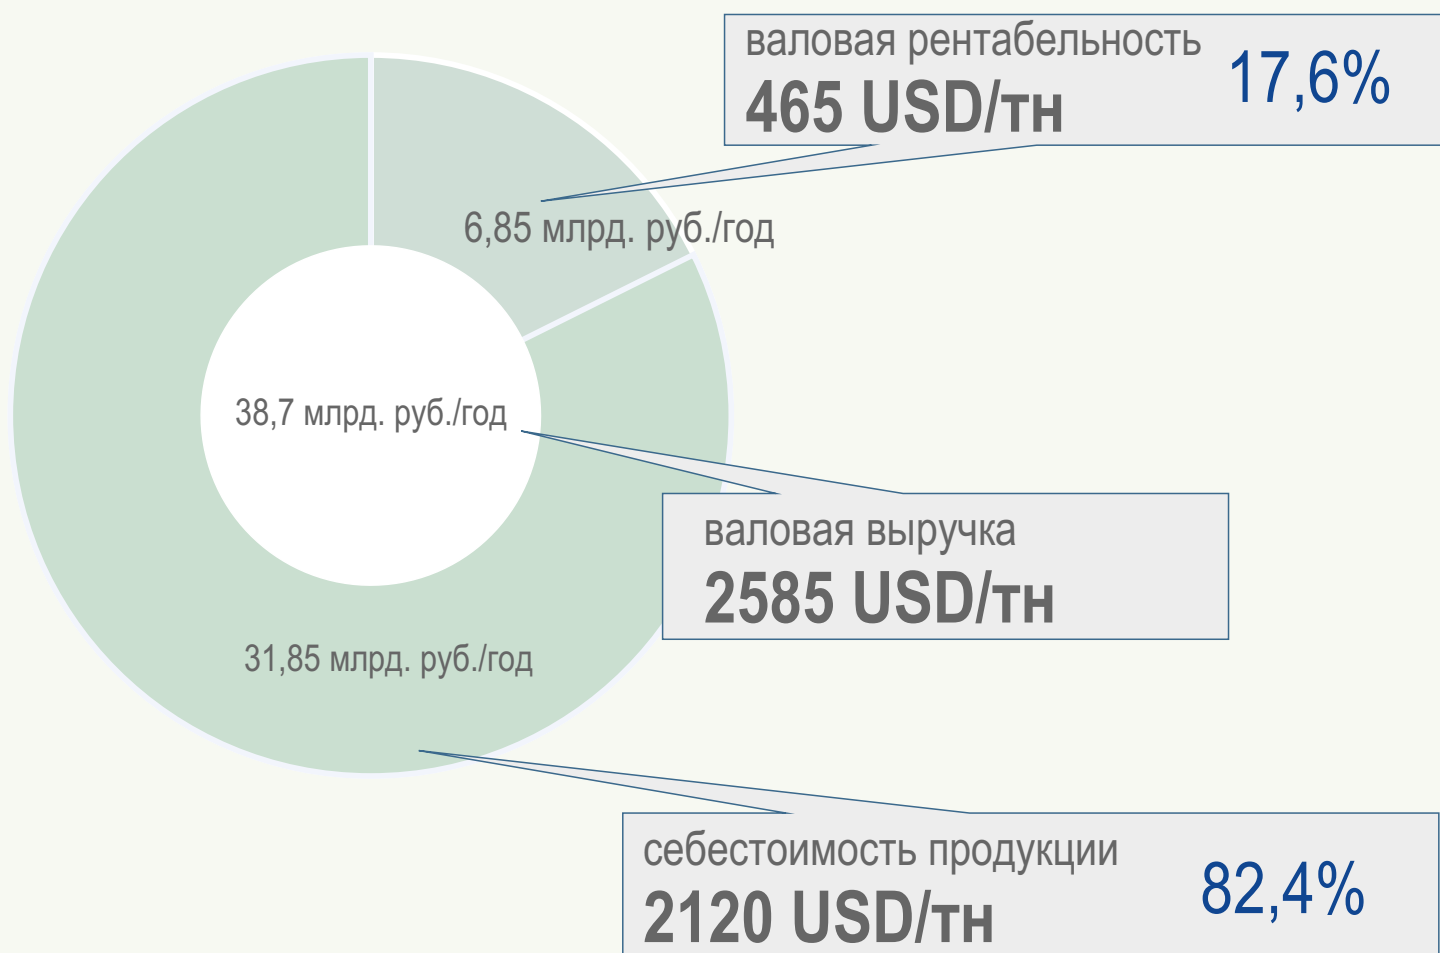 валовая рентабельность
465 USD/тн
17,6%
6,85 млрд. руб./год
38,7 млрд. руб./год
валовая выручка
2585 USD/тн
31,85 млрд. руб./год
себестоимость продукции
2120 USD/тн
82,4%